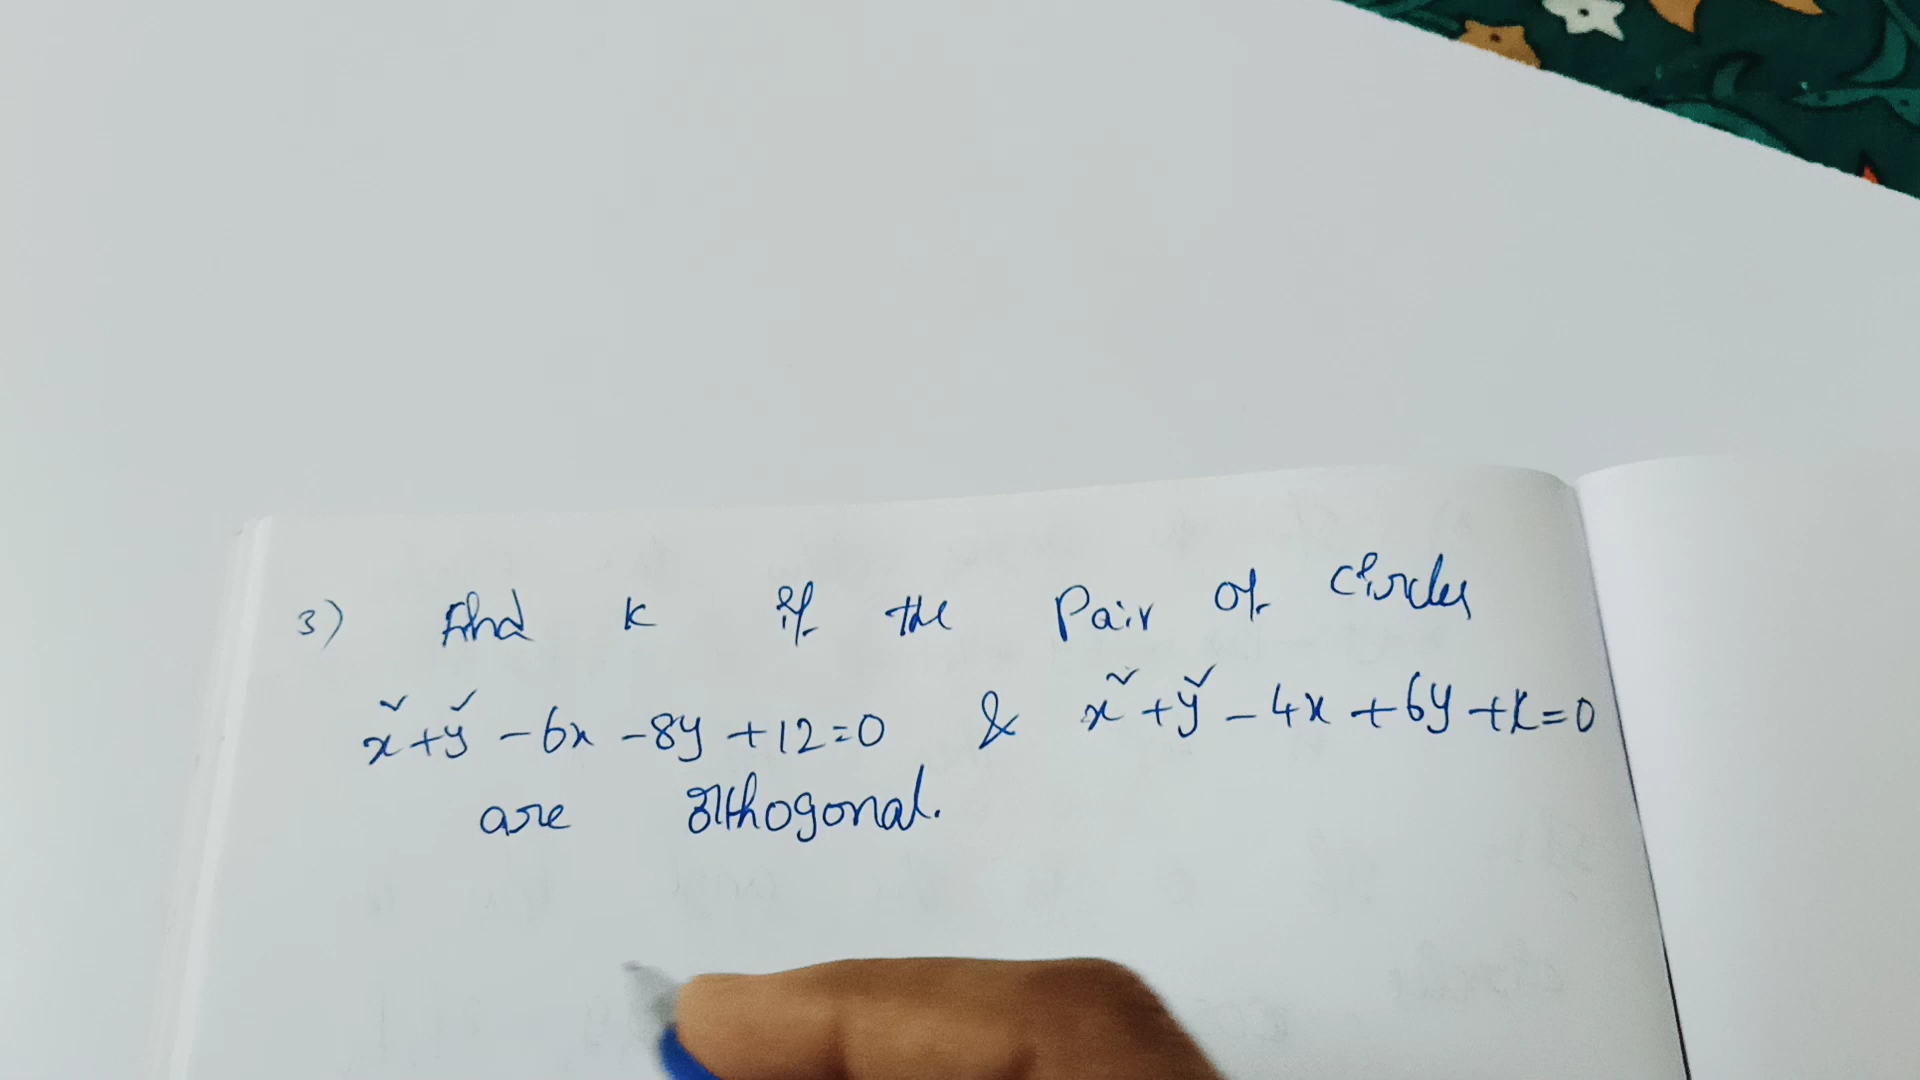 3) Find k if the Pair of circles
x²+y²-6x-8y+12=0 & x²+y²-4x+6y+k=0
are orthogonal.